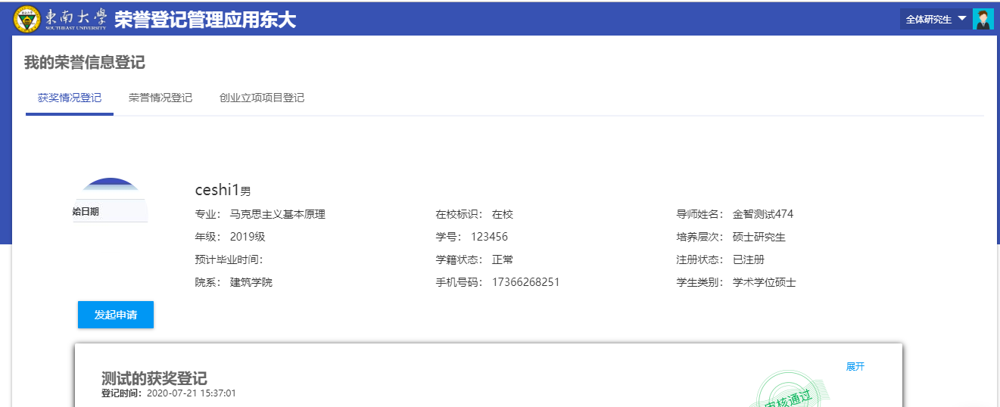 東南大學
SOUTHEAST UNIVERSITY
荣誉登记管理应用东大
全体研究生
我的荣誉信息登记
获奖情况登记 荣誉情况登记 创业立项项目登记
始日期
ceshi1男
专业： 马克思主义基本原理 在校标识： 在校 导师姓名： 金智测试474
年级： 2019级 学号： 123456 培养层次： 硕士研究生
预计毕业时间： 学籍状态： 正常 注册状态： 已注册
院系： 建筑学院 手机号码： 17366268251 学生类别： 学术学位硕士
发起申请
展开
测试的获奖登记
登记时间：2020-07-21 15:37:01
审核通过